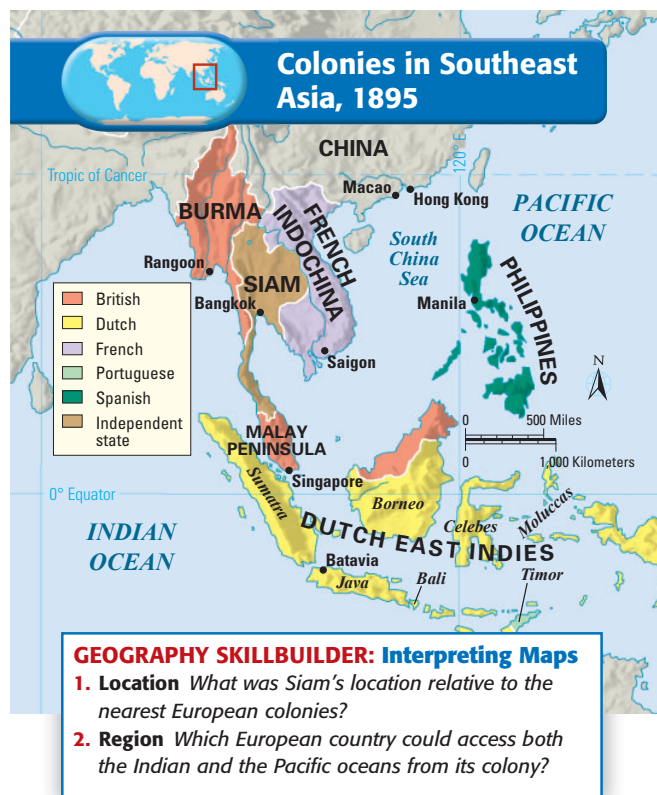 Colonies in Southeast
Asia, 1895
CHINA
120° E
Tropic of Cancer
Macao
Hong Kong
PACIFIC
OCEAN
BURMA
FRENCH
INDOCHINA
South
China
Sea
Rangoon
SIAM
PHILIPPINES
Bangkok
Manila
British
Dutch
French
Portuguese
Spanish
Independent
state
Saigon
N
0 500 Miles
0 1,000 Kilometers
MALAY
PENINSULA
Singapore
0° Equator
Sumatra
Borneo
Celebes
Moluccas
INDIAN
OCEAN
DUTCH EAST INDIES
Batavia
Java
Bali
Timor
GEOGRAPHY SKILLBUILDER: Interpreting Maps
1. Location What was Siam's location relative to the
nearest European colonies?
2. Region Which European country could access both
the Indian and the Pacific oceans from its colony?